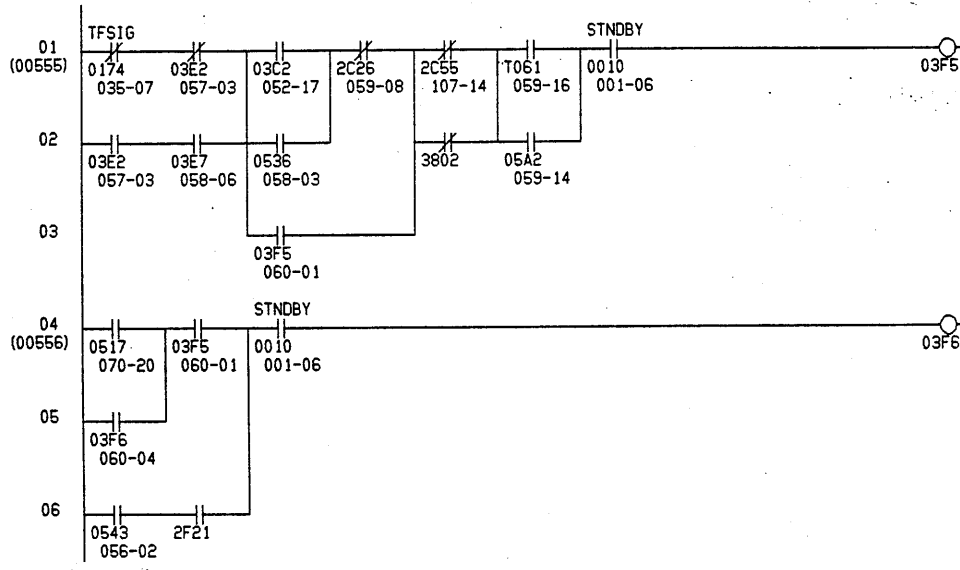 TFSIG STNDBY
01
(00555) 0174 03E2 03C2 2C26 2C55 T061 0010 03F5
035-07 057-03 052-17 059-08 107-14 059-16 001-06
02
03E2 03E7 0536 3802 05A2
057-03 058-06 058-03 059-14
03
03F5
060-01
STNDBY
04
(00556) 0517 03F5 0010 03F6
070-20 060-01 001-06
05
03F6
060-04
06
0543 2F21
056-02